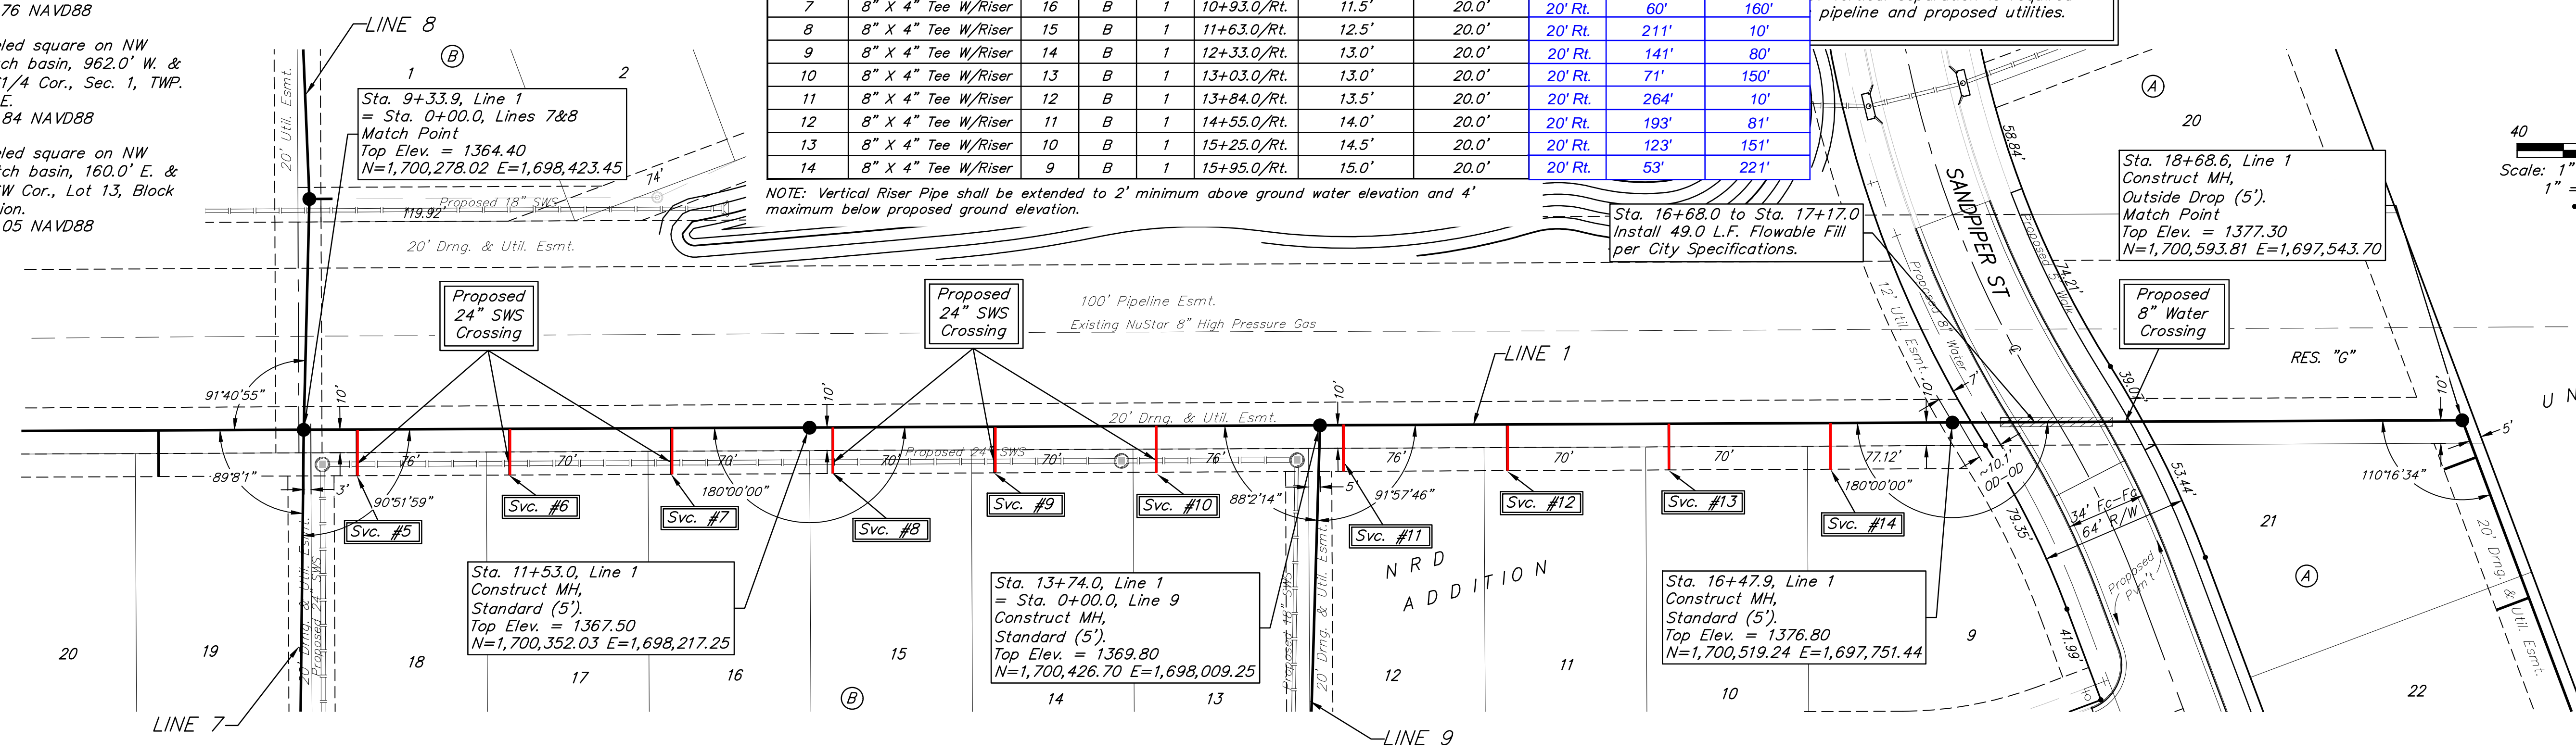 76 NAVD88
led square on NW
tch basin, 962.0' W. &
1/4 Cor., Sec. 1, TWP.
E.
84 NAVD88
led square on NW
tch basin, 160.0' E. &
W Cor., Lot 13, Block
ion.
05 NAVD88
LINE 8
B
1
2
20' Util. Esmt.
Sta. 9+33.9, Line 1
= Sta. 0+00.0, Lines 7&8
Match Point
Top Elev. = 1364.40
N=1,700,278.02 E=1,698,423.45
74'
Proposed 18" SWS
119.92'
20' Drng. & Util. Esmt.
7 8" X 4" Tee W/Riser 16 B 1 10+93.0/Rt. 11.5' 20.0' 20' Rt. 60' 160'
8 8" X 4" Tee W/Riser 15 B 1 11+63.0/Rt. 12.5' 20.0' 20' Rt. 211' 10'
9 8" X 4" Tee W/Riser 14 B 1 12+33.0/Rt. 13.0' 20.0' 20' Rt. 141' 80'
10 8" X 4" Tee W/Riser 13 B 1 13+03.0/Rt. 13.0' 20.0' 20' Rt. 71' 150'
11 8" X 4" Tee W/Riser 12 B 1 13+84.0/Rt. 13.5' 20.0' 20' Rt. 264' 10'
12 8" X 4" Tee W/Riser 11 B 1 14+55.0/Rt. 14.0' 20.0' 20' Rt. 193' 81'
13 8" X 4" Tee W/Riser 10 B 1 15+25.0/Rt. 14.5' 20.0' 20' Rt. 123' 151'
14 8" X 4" Tee W/Riser 9 B 1 15+95.0/Rt. 15.0' 20.0' 20' Rt. 53' 221'
NOTE: Vertical Riser Pipe shall be extended to 2' minimum above ground water elevation and 4'
maximum below proposed ground elevation.
pipeline and proposed utilities.
A
20
58.84'
SANDPIPER ST
Proposed 5' Walk
74.21'
Sta. 18+68.6, Line 1
Construct MH,
Outside Drop (5').
Match Point
Top Elev. = 1377.30
N=1,700,593.81 E=1,697,543.70
40
Scale: 1"
1" =
Sta. 16+68.0 to Sta. 17+17.0
Install 49.0 L.F. Flowable Fill
per City Specifications.
Proposed
24" SWS
Crossing
Proposed
24" SWS
Crossing
100' Pipeline Esmt.
Existing NuStar 8" High Pressure Gas
LINE 1
12' Util. Esmt.
Proposed 8" Water
℄
Proposed
8" Water
Crossing
RES. "G"
U N
91°40'55"
10'
10'
20' Drng. & Util. Esmt.
10'
10'
7'
39.0
10'
5'
89°8'1"
3'
90°51'59"
76'
70'
70'
180°00'00"
70'
Proposed 24" SWS
70'
76'
88°2'14"
5'
91°57'46"
76'
70'
70'
77.12'
180°00'00"
~10.1'
OD-OD
53.44'
110°16'34"
Svc. #5
Svc. #6
Svc. #7
Svc. #8
Svc. #9
Svc. #10
Svc. #11
Svc. #12
Svc. #13
Svc. #14
79.35'
34' Fc-Fc
64' R/W
21
20' Drng. & Util. Esmt.
20' Drng. & Util. Esmt.
Proposed 24" SWS
Sta. 11+53.0, Line 1
Construct MH,
Standard (5').
Top Elev. = 1367.50
N=1,700,352.03 E=1,698,217.25
Sta. 13+74.0, Line 1
= Sta. 0+00.0, Line 9
Construct MH,
Standard (5').
Top Elev. = 1369.80
N=1,700,426.70 E=1,698,009.25
Proposed 18" SWS
20' Drng. & Util. Esmt.
NRD
ADDITION
Sta. 16+47.9, Line 1
Construct MH,
Standard (5').
Top Elev. = 1376.80
N=1,700,519.24 E=1,697,751.44
Proposed
Pvm't
A
41.99'
20
19
18
17
16
15
14
13
12
11
10
9
22
B
LINE 7
LINE 9